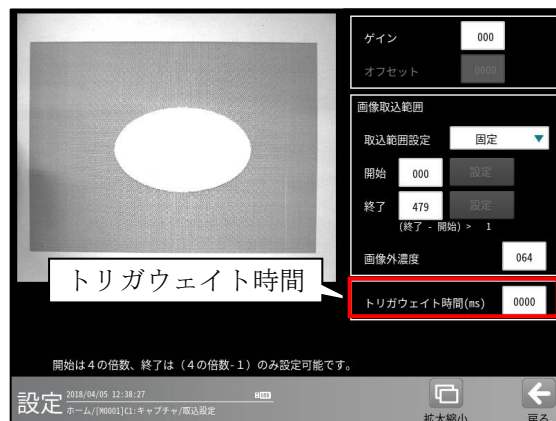 ゲイン 000
オフセット 0000
画像取込範囲
取込範囲設定 固定
開始 000 設定
終了 479 設定
(終了 - 開始) > 1
画像外濃度 064
トリガウェイト時間
トリガウェイト時間(ms) 0000
開始は４の倍数、終了は（４の倍数-１）のみ設定可能です。
設定 2018/04/05 12:38:27
ホーム/[M0001]C1:キャプチャ/取込設定
拡大縮小 戻る